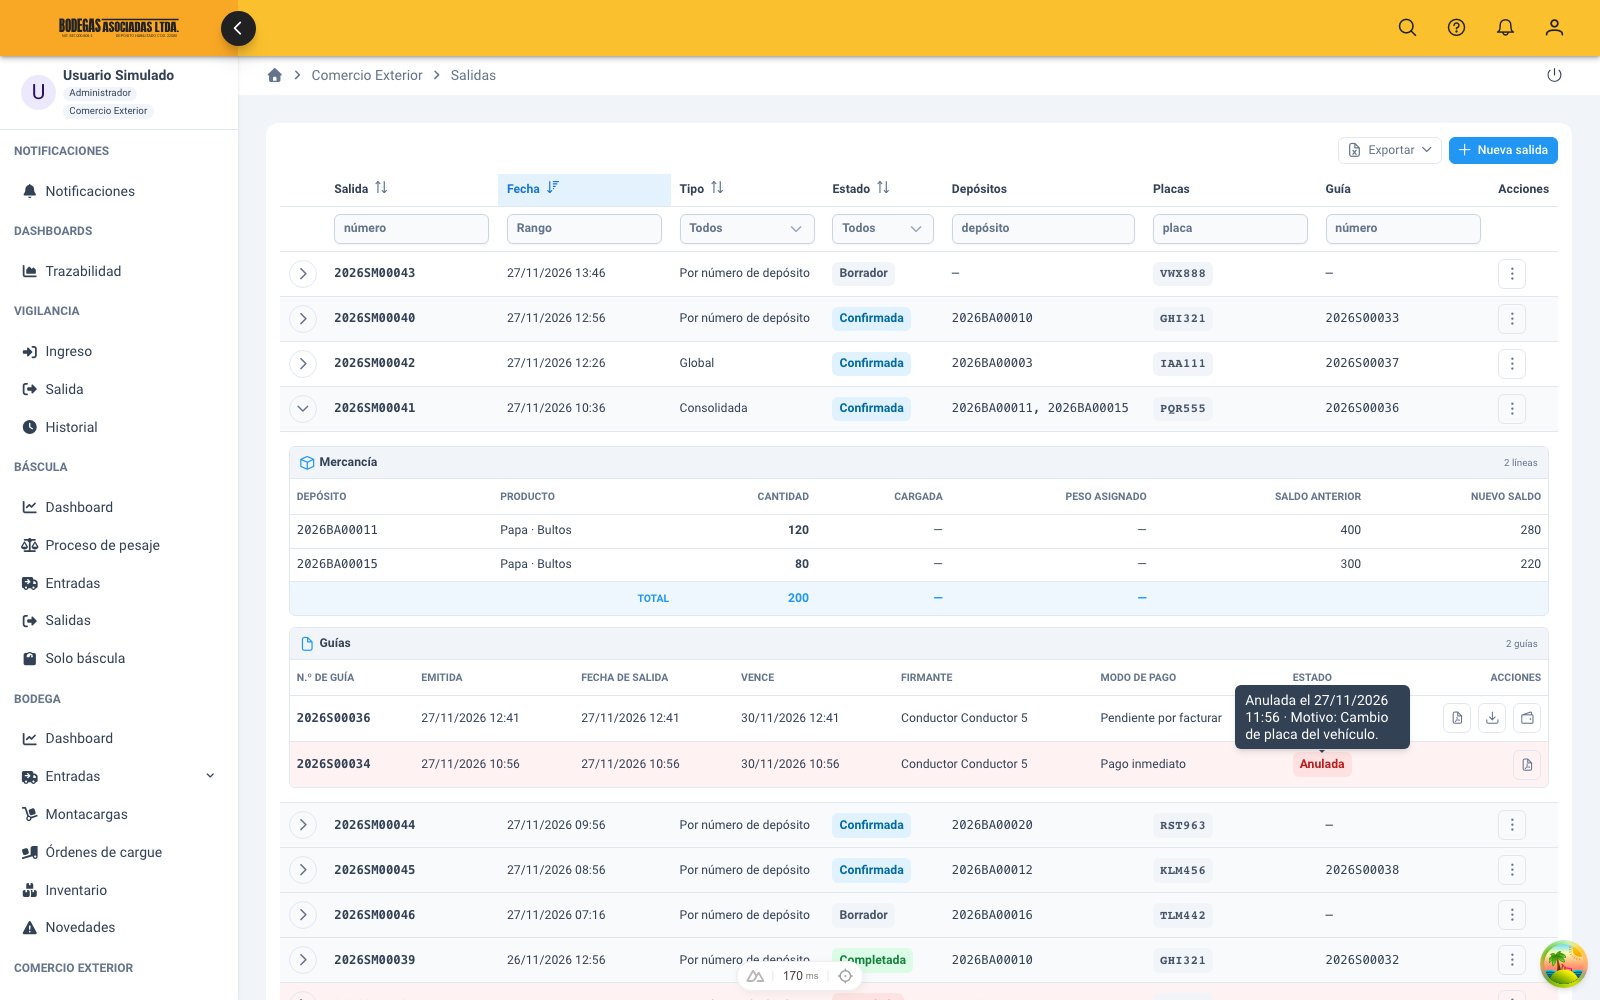 BODEGAS ASOCIADAS LTDA.
Usuario Simulado
U
Administrador
Comercio Exterior
NOTIFICACIONES
Notificaciones
DASHBOARDS
Trazabilidad
VIGILANCIA
Ingreso
Salida
Historial
BÁSCULA
Dashboard
Proceso de pesaje
Entradas
Salidas
Solo báscula
BODEGA
Dashboard
Entradas
Montacargas
Órdenes de cargue
Inventario
Novedades
COMERCIO EXTERIOR
Comercio Exterior Salidas
Exportar Nueva salida
Salida Fecha Tipo Estado Depósitos Placas Guía Acciones
número Rango Todos Todos depósito placa número
2026SM00043 27/11/2026 13:46 Por número de depósito Borrador — VWX888 —
2026SM00040 27/11/2026 12:56 Por número de depósito Confirmada 2026BA00010 GHI321 2026S00033
2026SM00042 27/11/2026 12:26 Global Confirmada 2026BA00003 IAA111 2026S00037
2026SM00041 27/11/2026 10:36 Consolidada Confirmada 2026BA00011, 2026BA00015 PQR555 2026S00036
Mercancía 2 líneas
DEPÓSITO PRODUCTO CANTIDAD CARGADA PESO ASIGNADO SALDO ANTERIOR NUEVO SALDO
2026BA00011 Papa · Bultos 120 — — 400 280
2026BA00015 Papa · Bultos 80 — — 300 220
TOTAL 200 — —
Guías 2 guías
N.º DE GUÍA EMITIDA FECHA DE SALIDA VENCE FIRMANTE MODO DE PAGO ESTADO ACCIONES
2026S00036 27/11/2026 12:41 27/11/2026 12:41 30/11/2026 12:41 Conductor Conductor 5 Pendiente por facturar
Anulada el 27/11/2026
11:56 · Motivo: Cambio
de placa del vehículo.
2026S00034 27/11/2026 10:56 27/11/2026 10:56 30/11/2026 10:56 Conductor Conductor 5 Pago inmediato Anulada
2026SM00044 27/11/2026 09:56 Por número de depósito Confirmada 2026BA00020 RST963 —
2026SM00045 27/11/2026 08:56 Por número de depósito Confirmada 2026BA00012 KLM456 2026S00038
2026SM00046 27/11/2026 07:16 Por número de depósito Borrador 2026BA00016 TLM442 —
2026SM00039 26/11/2026 12:56 Por número de depósito Completada 2026BA00010 GHI321 2026S00032
170 ms